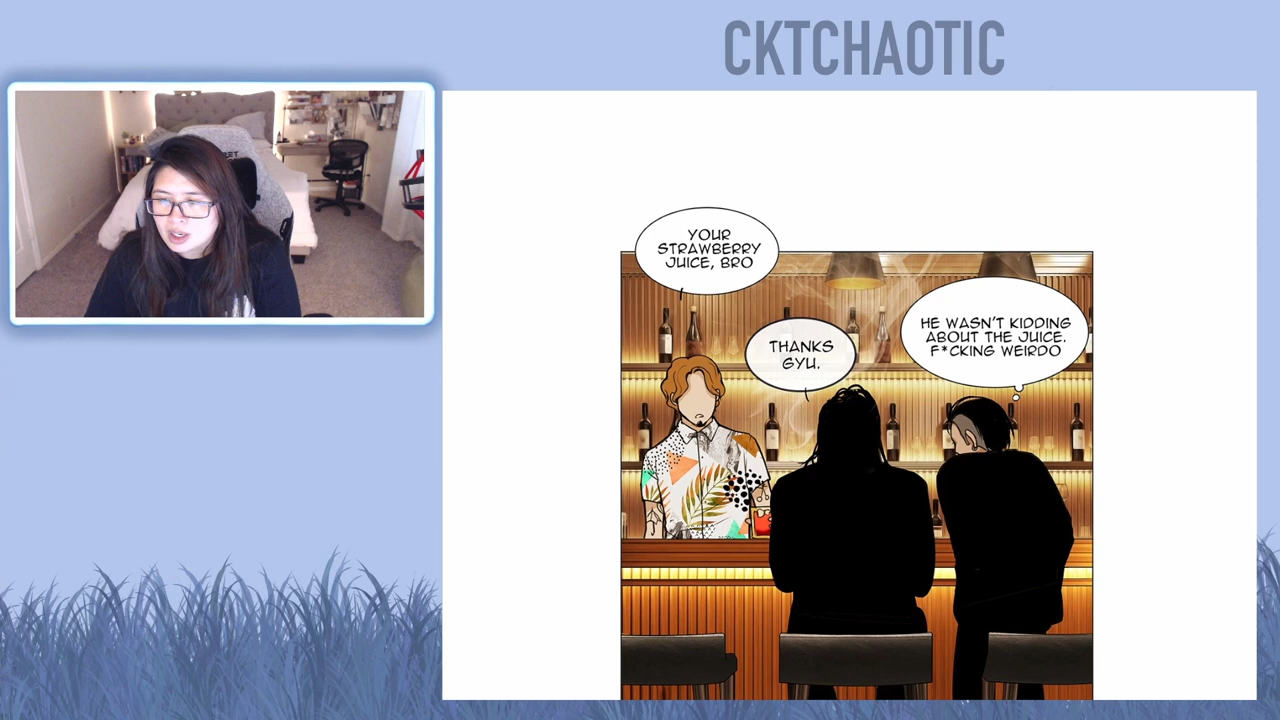 CKTCHAOTIC
YOUR
STRAWBERRY
JUICE, BRO
THANKS
GYU.
HE WASN'T KIDDING
ABOUT THE JUICE.
F*CKING WEIRDO